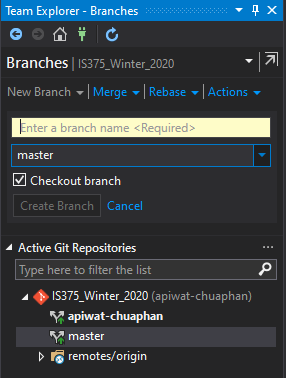 Team Explorer - Branches
Branches | IS375_Winter_2020
New Branch | Merge | Rebase | Actions
Enter a branch name <Required>
master
Checkout branch
Create Branch Cancel
Active Git Repositories ...
Type here to filter the list
IS375_Winter_2020 (apiwat-chuaphan)
apiwat-chuaphan
master
remotes/origin